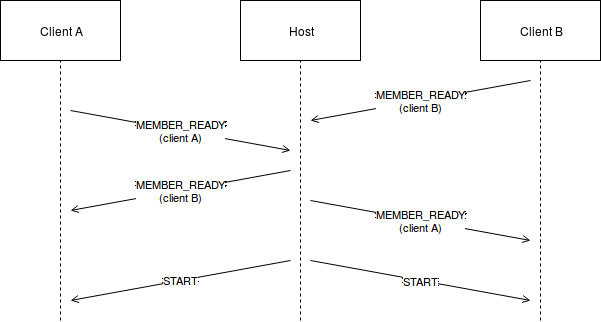 Client A
Host
Client B
MEMBER_READY
(client B)
MEMBER_READY
(client A)
MEMBER_READY
(client B)
MEMBER_READY
(client A)
START
START